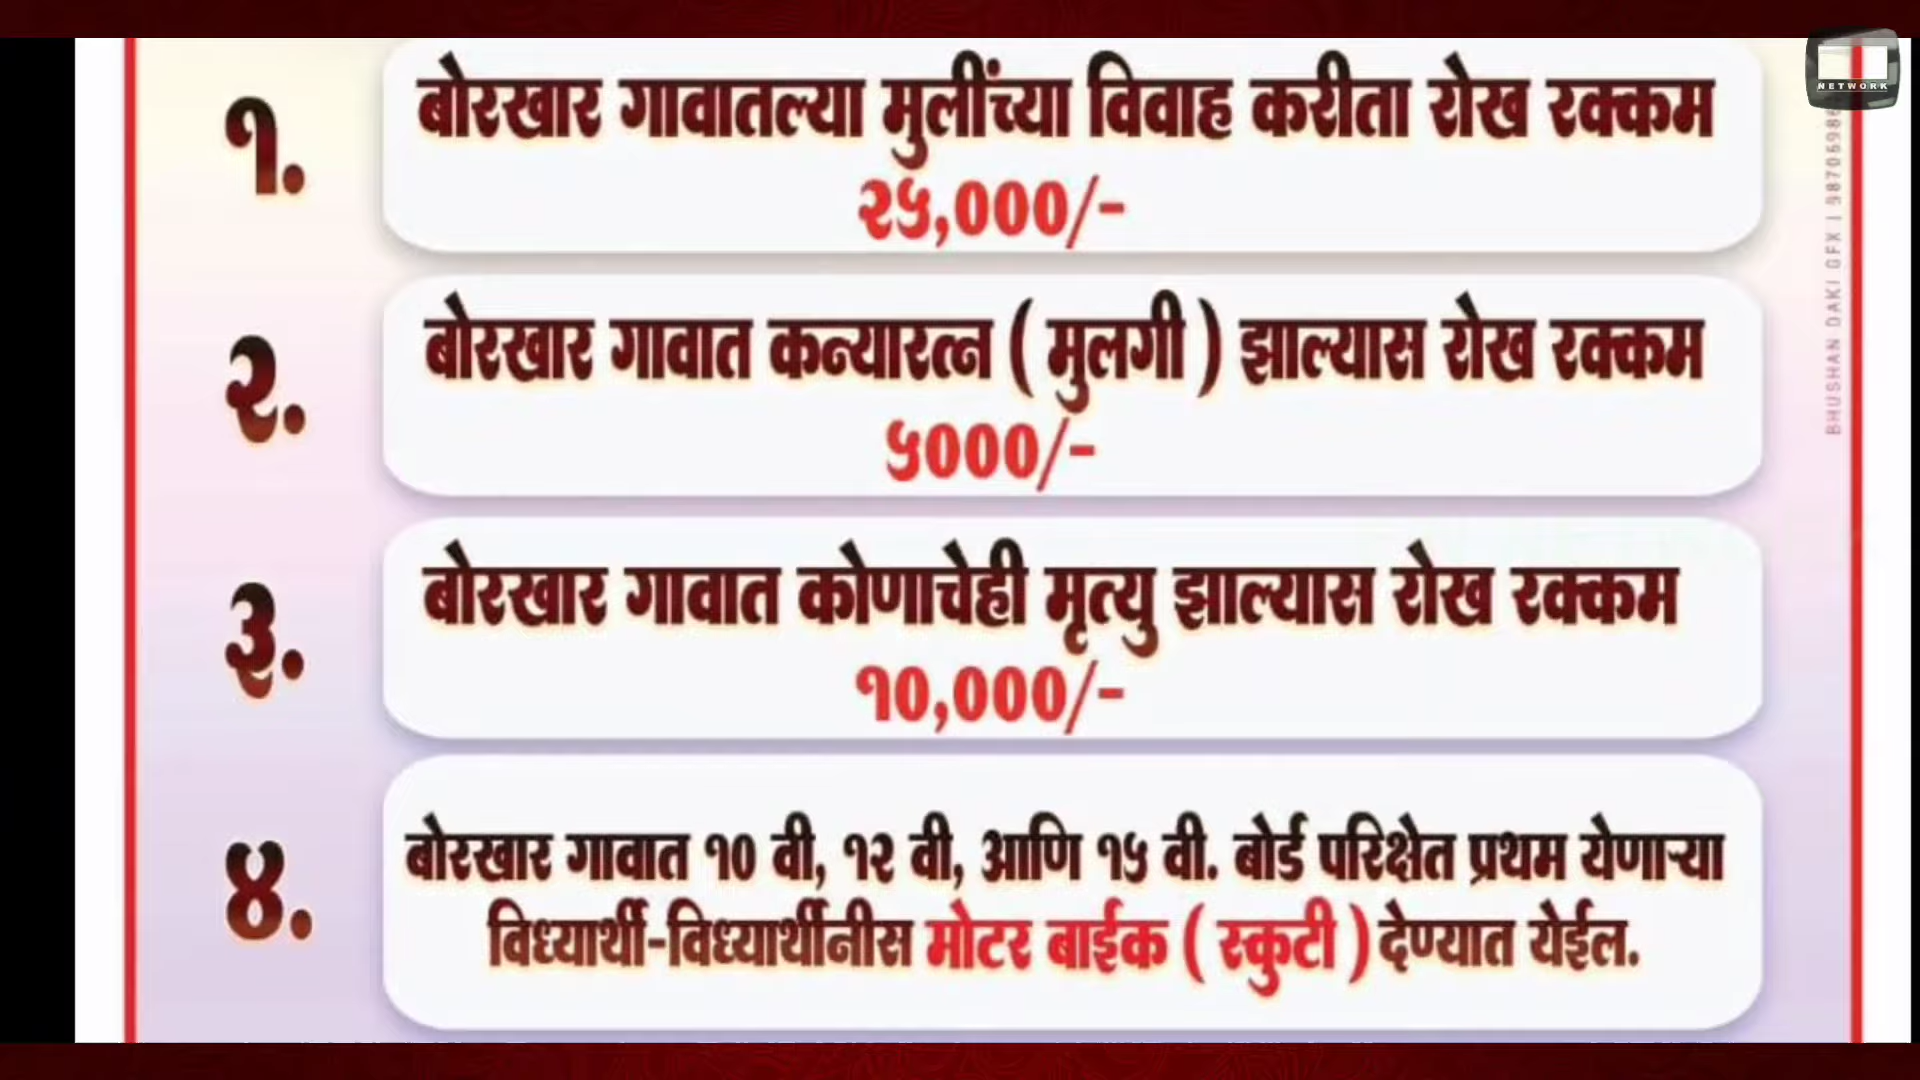 १.
बोरखार गावातल्या मुलींच्या विवाह करीता रोख रक्कम
२५,०००/-
२.
बोरखार गावात कन्यारत्न ( मुलगी ) झाल्यास रोख रक्कम
५०००/-
३.
बोरखार गावात कोणाचेही मृत्यु झाल्यास रोख रक्कम
१०,०००/-
४.
बोरखार गावात १० वी, १२ वी, आणि १५ वी. बोर्ड परिक्षेत प्रथम येणाऱ्या
विध्यार्थी-विध्यार्थीनीस मोटर बाईक ( स्कुटी ) देण्यात येईल.
NETWORK
BHUSHAN DAKI GFX I